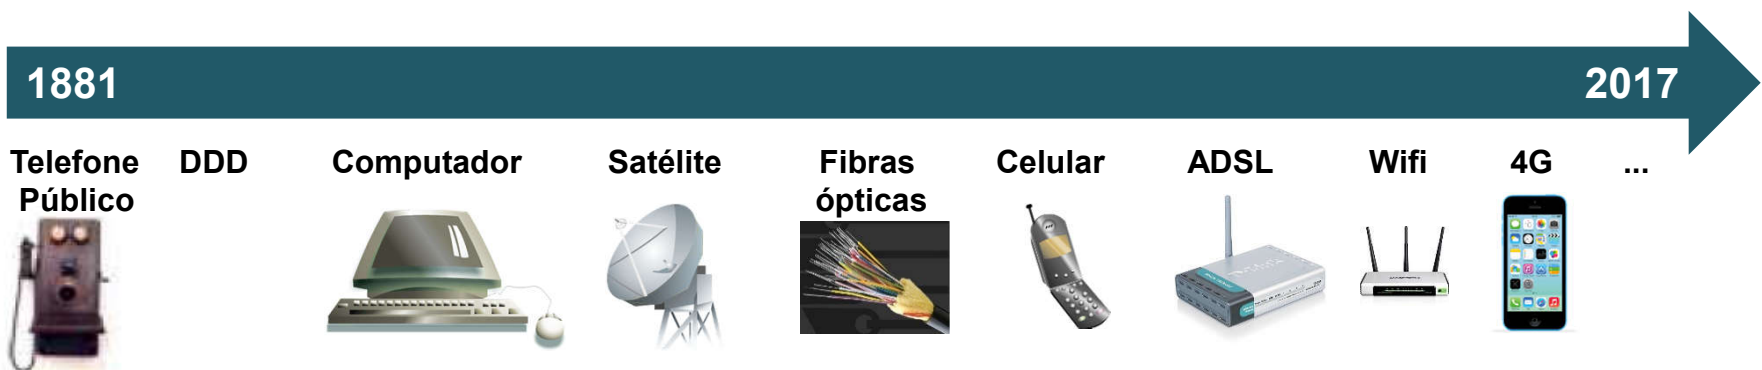 1881
2017
Telefone
Público
DDD
Computador
Satélite
Fibras
ópticas
Celular
ADSL
Wifi
4G
...